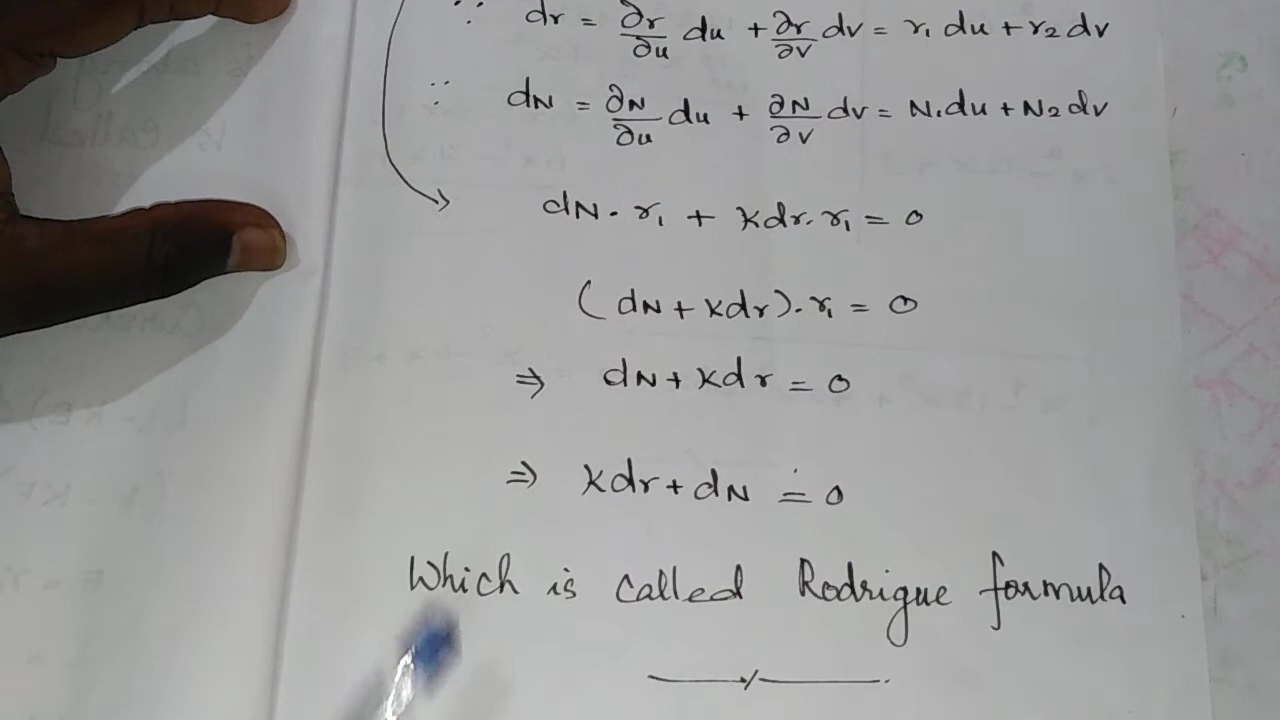 ∵ dr = ∂r/∂u du + ∂r/∂v dv = r₁ du + r₂ dv
∵ dN = ∂N/∂u du + ∂N/∂v dv = N₁ du + N₂ dv
dN · r₁ + κ dr · r₁ = 0
(dN + κ dr) · r₁ = 0
⇒ dN + κ dr = 0
⇒ κ dr + dN = 0
Which is called Rodrigue formula